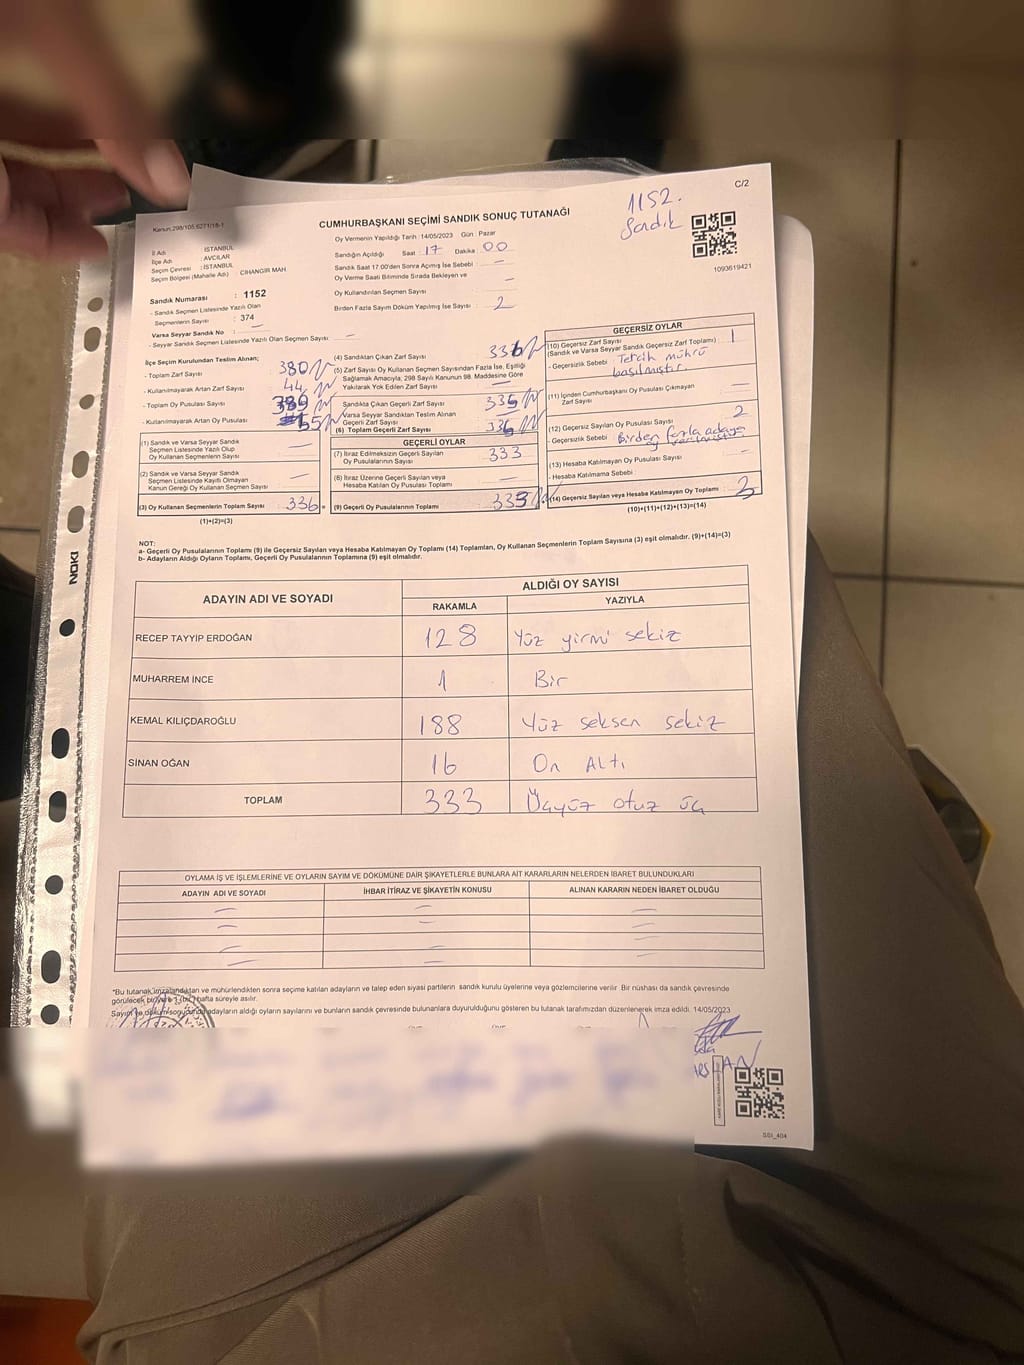 C/2
1152.
Sandık
Kanun:298/105,6271/18-1
CUMHURBAŞKANI SEÇİMİ SANDIK SONUÇ TUTANAĞI
1093619421
İl Adı : İSTANBUL
İlçe Adı : AVCILAR
Seçim Çevresi : İSTANBUL
Seçim Bölgesi (Mahalle Adı) CIHANGIR MAH.
Sandık Numarası : 1152
- Sandık Seçmen Listesinde Yazılı Olan
Seçmenlerin Sayısı : 374
Varsa Seyyar Sandık No : —
- Seyyar Sandık Seçmen Listesinde Yazılı Olan Seçmen Sayısı : —
Oy Vermenin Yapıldığı Tarih : 14/05/2023 Gün : Pazar
Sandığın Açıldığı Saat : 17 Dakika : 00
Sandık Saat 17.00'den Sonra Açılmış İse Sebebi : —
Oy Verme Saati Bitiminde Sırada Bekleyen ve
Oy Kullandırılan Seçmen Sayısı : —
Birden Fazla Sayım Döküm Yapılmış İse Sayısı : 2
İlçe Seçim Kurulundan Teslim Alınan;
- Toplam Zarf Sayısı : 380
- Kullanılmayarak Artan Zarf Sayısı : 44
- Toplam Oy Pusulası Sayısı :
- Kullanılmayarak Artan Oy Pusulası :
(4) Sandıktan Çıkan Zarf Sayısı : 336
(5) Zarf Sayısı Oy Kullanan Seçmen Sayısından Fazla İse, Eşitliği
Sağlamak Amacıyla, 298 Sayılı Kanunun 98. Maddesine Göre
Yakılarak Yok Edilen Zarf Sayısı : —
Sandıkta Çıkan Geçerli Zarf Sayısı : 335
Varsa Seyyar Sandıktan Teslim Alınan
Geçerli Zarf Sayısı :
(6) Toplam Geçerli Zarf Sayısı : 336
GEÇERSİZ OYLAR
(10) Geçersiz Zarf Sayısı
(Sandık ve Varsa Seyyar Sandık Geçersiz Zarf Toplamı) : 1
- Geçersizlik Sebebi : Tercih mührü
basılmıştır.
(11) İçinden Cumhurbaşkanı Oy Pusulası Çıkmayan
Zarf Sayısı : —
(12) Geçersiz Sayılan Oy Pusulası Sayısı : 2
- Geçersizlik Sebebi : Birden fazla adaya
(13) Hesaba Katılmayan Oy Pusulası Sayısı : —
- Hesaba Katılmama Sebebi :
(14) Geçersiz Sayılan veya Hesaba Katılmayan Oy Toplamı : 3
(10)+(11)+(12)+(13)=(14)
(1) Sandık ve Varsa Seyyar Sandık
Seçmen Listesinde Yazılı Olup
Oy Kullanan Seçmenlerin Sayısı : —
(2) Sandık ve Varsa Seyyar Sandık
Seçmen Listesinde Kayıtlı Olmayan
Kanun Gereği Oy Kullanan Seçmen Sayısı : —
(3) Oy Kullanan Seçmenlerin Toplam Sayısı : 336
(1)+(2)=(3)
GEÇERLİ OYLAR
(7) İtiraz Edilmeksizin Geçerli Sayılan
Oy Pusulalarının Sayısı : 333
(8) İtiraz Üzerine Geçerli Sayılan veya
Hesaba Katılan Oy Pusulası Toplamı : —
(9) Geçerli Oy Pusulalarının Toplamı : 333
NOT:
a- Geçerli Oy Pusulalarının Toplamı (9) ile Geçersiz Sayılan veya Hesaba Katılmayan Oy Toplamı (14) Toplamları, Oy Kullanan Seçmenlerin Toplam Sayısına (3) eşit olmalıdır. (9)+(14)=(3)
b- Adayların Aldığı Oyların Toplamı, Geçerli Oy Pusulalarının Toplamına (9) eşit olmalıdır.
ADAYIN ADI VE SOYADI ALDIĞI OY SAYISI
RAKAMLA YAZIYLA
RECEP TAYYİP ERDOĞAN 128 Yüz yirmi sekiz
MUHARREM İNCE 1 Bir
KEMAL KILIÇDAROĞLU 188 Yüz seksen sekiz
SİNAN OĞAN 16 On Altı
TOPLAM 333 Üçyüz otuz üç
OYLAMA İŞ VE İŞLEMLERİNE VE OYLARIN SAYIM VE DÖKÜMÜNE DAİR ŞİKAYETLERLE BUNLARA AİT KARARLARIN NELERDEN İBARET BULUNDUKLARI
ADAYIN ADI VE SOYADI İHBAR İTİRAZ VE ŞİKAYETİN KONUSU ALINAN KARARIN NEDEN İBARET OLDUĞU
*Bu tutanak imzalandıktan ve mühürlendikten sonra seçime katılan adayların ve talep eden siyasi partilerin sandık kurulu üyelerine veya gözlemcilerine verilir Bir nüshası da sandık çevresinde
görülecek bir yere 1 (bir) hafta süreyle asılır.
Sayım ve döküm sonucunda adayların aldığı oyların sayılarını ve bunların sandık çevresinde bulunanlara duyurulduğunu gösteren bu tutanak tarafımızdan düzenlenerek imza edildi. 14/05/2023
SSI_404
NOKI